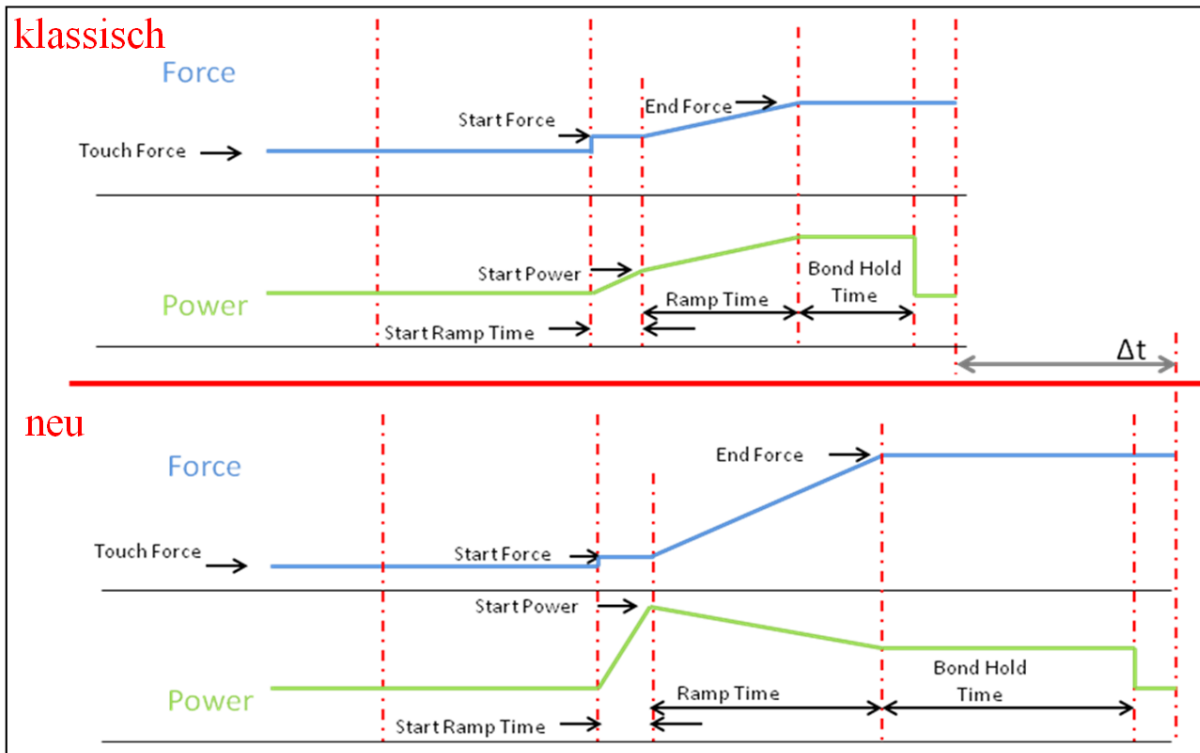 klassisch
Force
End Force
Start Force
Touch Force
Start Power
Bond Hold
Time
Power
Ramp Time
Start Ramp Time
Δt
neu
Force
End Force
Touch Force
Start Force
Start Power
Bond Hold
Time
Power
Ramp Time
Start Ramp Time